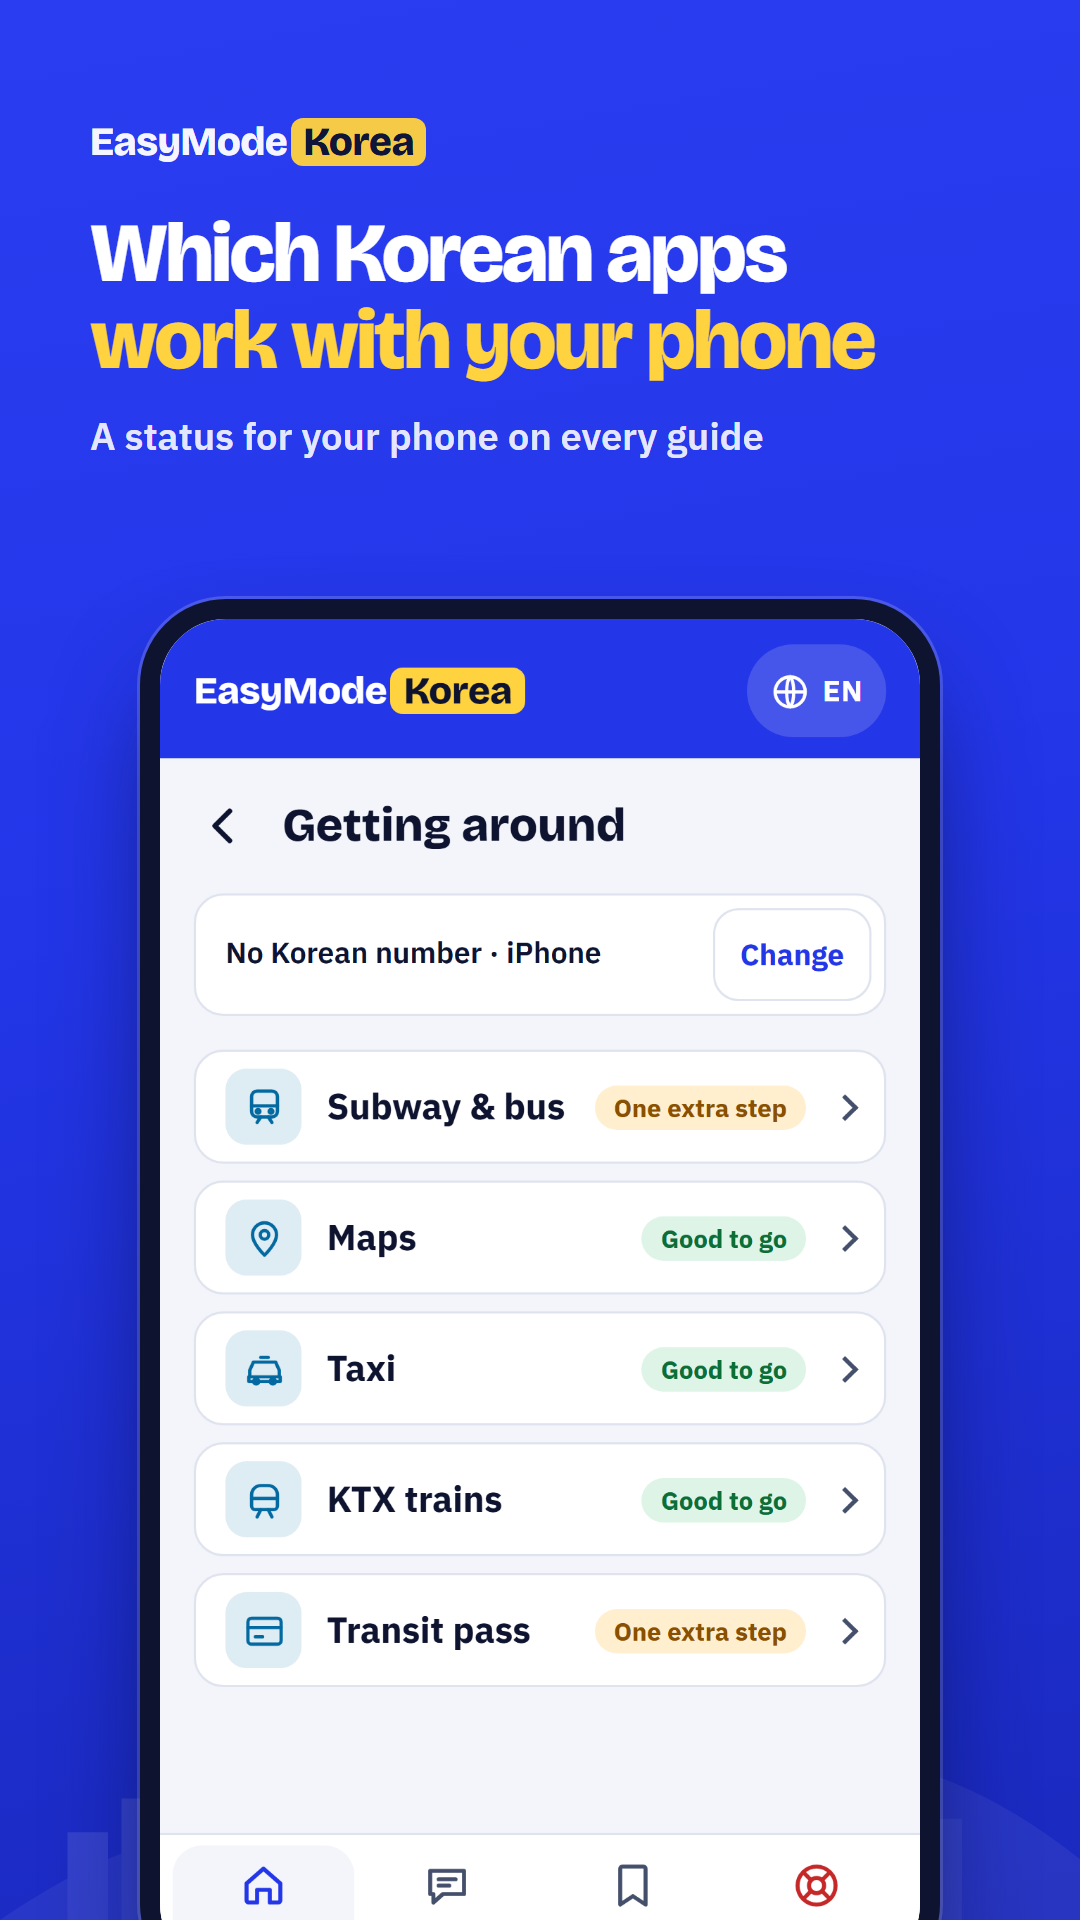 EasyMode Korea
Which Korean apps
work with your phone
A status for your phone on every guide
EasyMode Korea
EN
Getting around
No Korean number · iPhone
Change
Subway & bus
One extra step
Maps
Good to go
Taxi
Good to go
KTX trains
Good to go
Transit pass
One extra step